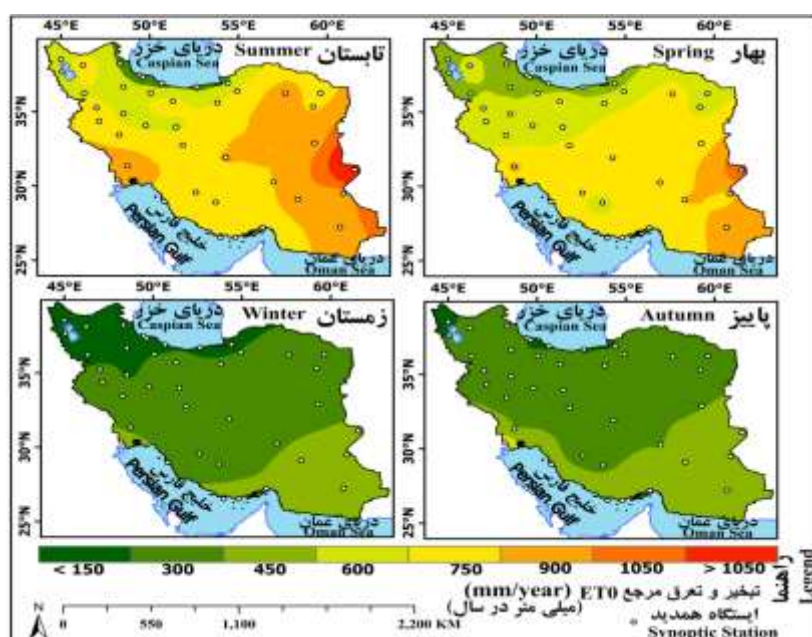 45°E 50°E 55°E 60°E
45°E 50°E 55°E 60°E
دریای خزر
Caspian Sea
Summer تابستان
35°N
30°N
25°N
خلیج فارس
Persian Gulf
دریای عمان
Oman Sea
دریای خزر
Caspian Sea
Spring بهار
35°N
30°N
25°N
خلیج فارس
Persian Gulf
دریای عمان
Oman Sea
45°E 50°E 55°E 60°E
45°E 50°E 55°E 60°E
دریای خزر
Caspian Sea
Winter زمستان
35°N
30°N
25°N
خلیج فارس
Persian Gulf
دریای عمان
Oman Sea
دریای خزر
Caspian Sea
Autumn پاییز
35°N
30°N
25°N
خلیج فارس
Persian Gulf
دریای عمان
Oman Sea
< 150 300 450 600 750 900 1050 > 1050
راهنما
Legend
تبخیر و تعرق مرجع ET0 (mm/year)
(میلی متر در سال)
ایستگاه همدید
Synoptic Station
N
0 550 1,100 2,200 KM